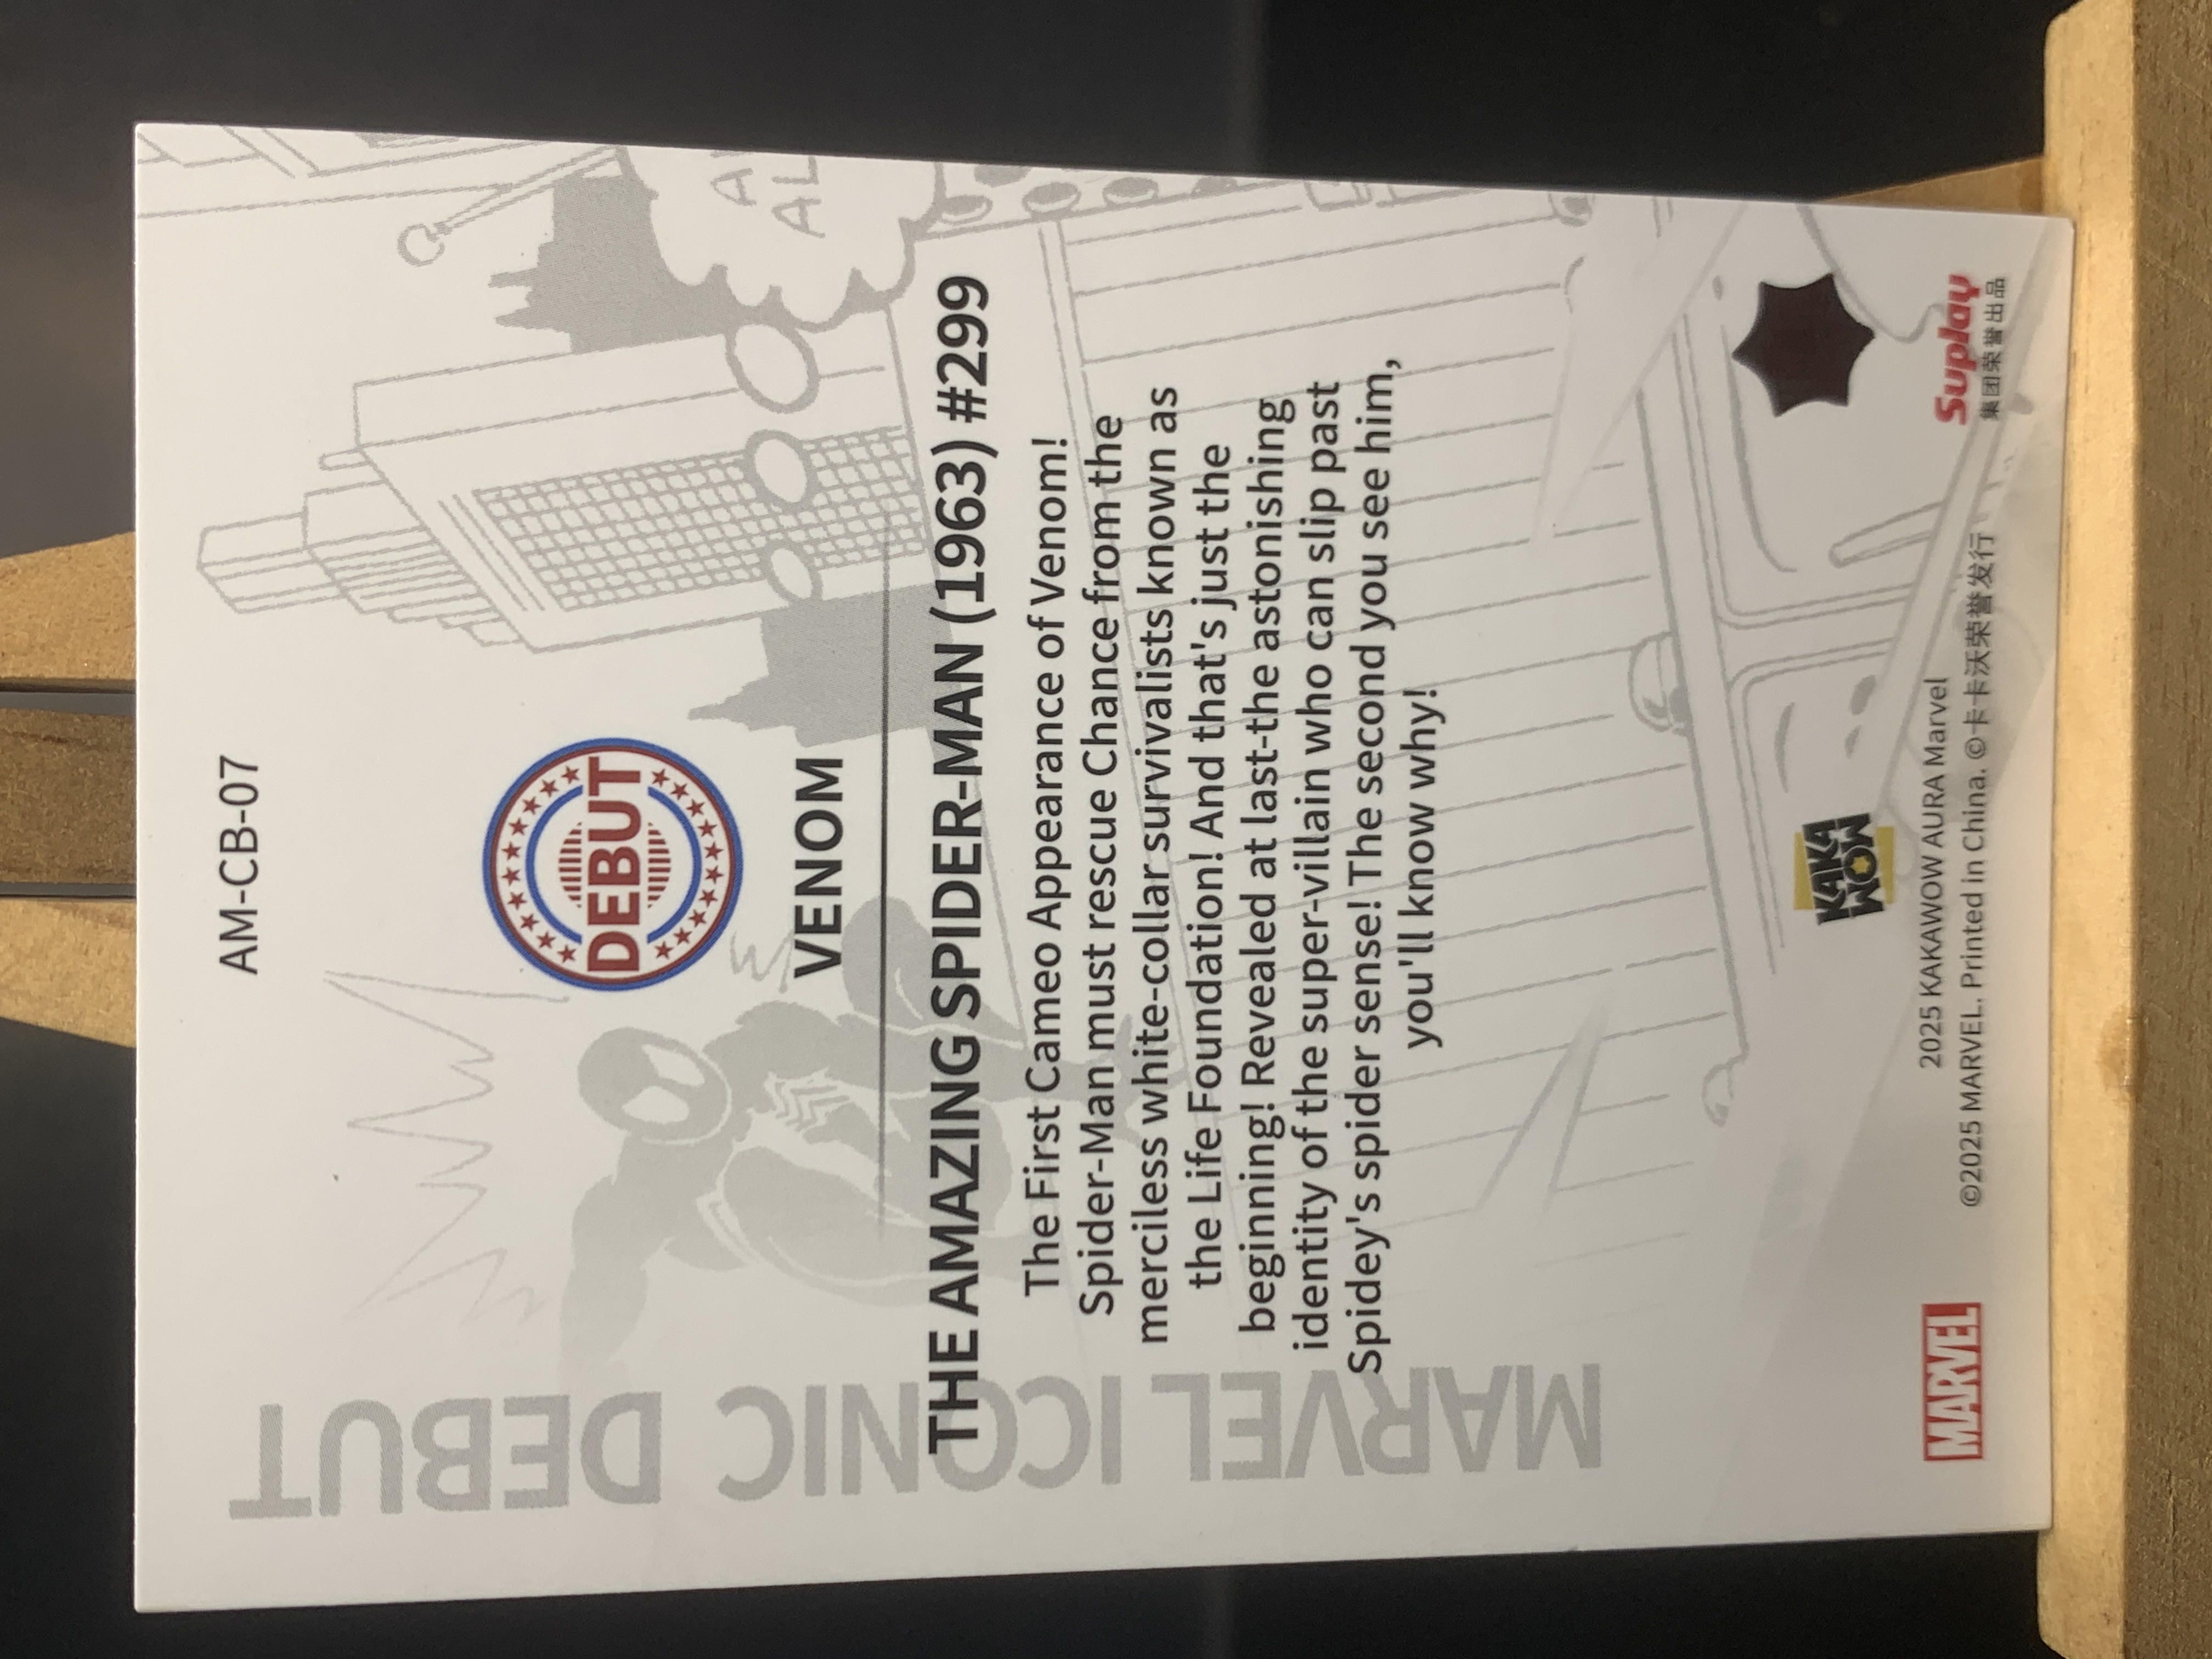 AM-CB-07
DEBUT
VENOM
THE AMAZING SPIDER-MAN (1963) #299
The First Cameo Appearance of Venom!
Spider-Man must rescue Chance from the
merciless white-collar survivalists known as
the Life Foundation! And that's just the
beginning! Revealed at last-the astonishing
identity of the super-villain who can slip past
Spidey's spider sense! The second you see him,
you'll know why!
MARVEL ICONIC DEBUT
KAKAWOW
MARVEL
2025 KAKAWOW AURA Marvel
©2025 MARVEL. Printed in China. ©卡卡沃荣誉发行
Suplay
集团荣誉出品